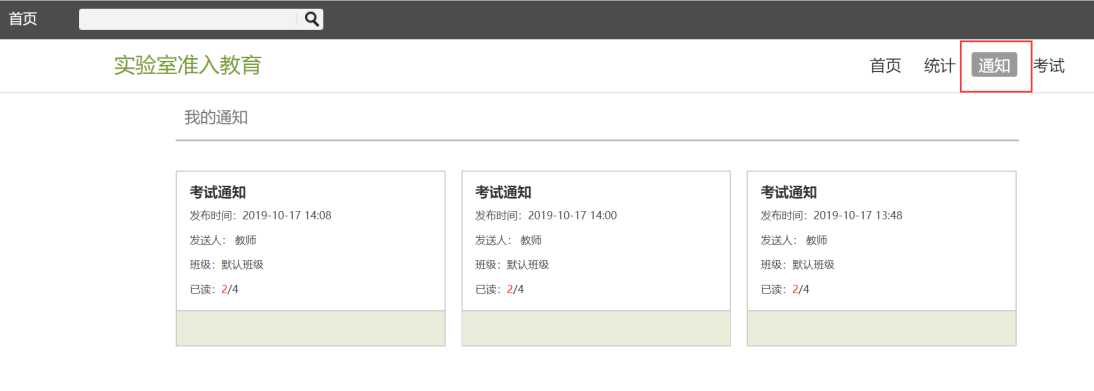 首页
实验室准入教育
首页 统计 通知 考试
我的通知
考试通知
发布时间：2019-10-17 14:08
发送人： 教师
班级：默认班级
已读：2/4
考试通知
发布时间：2019-10-17 14:00
发送人： 教师
班级：默认班级
已读：2/4
考试通知
发布时间：2019-10-17 13:48
发送人： 教师
班级：默认班级
已读：2/4